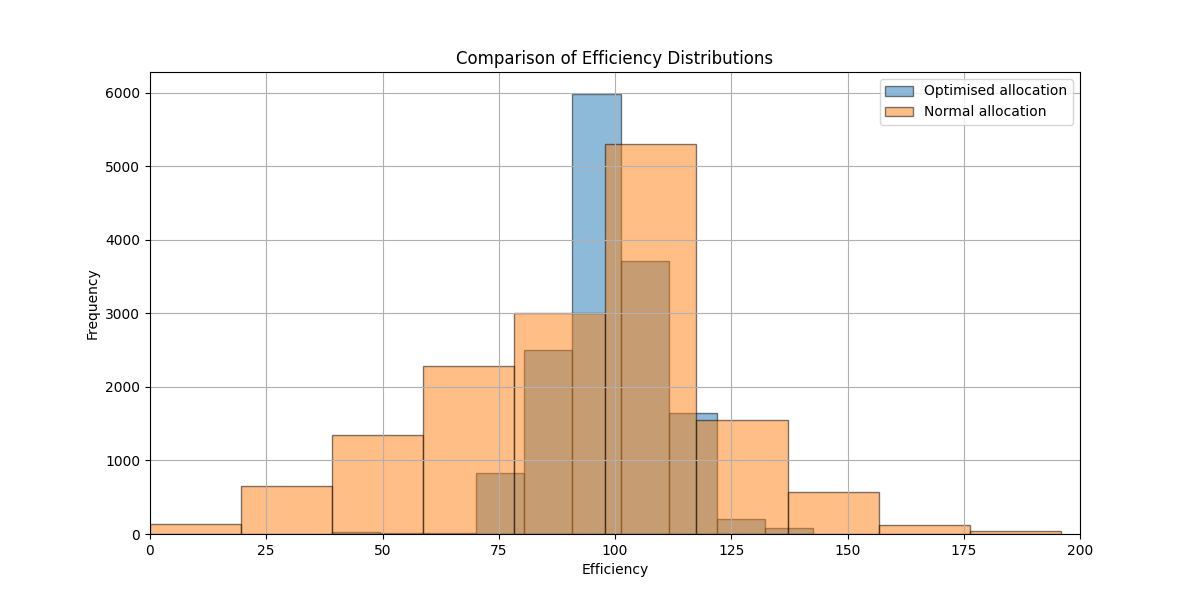 Comparison of Efficiency Distributions
Optimised allocation
Normal allocation
6000
5000
4000
3000
2000
1000
0
Frequency
0 25 50 75 100 125 150 175 200
Efficiency